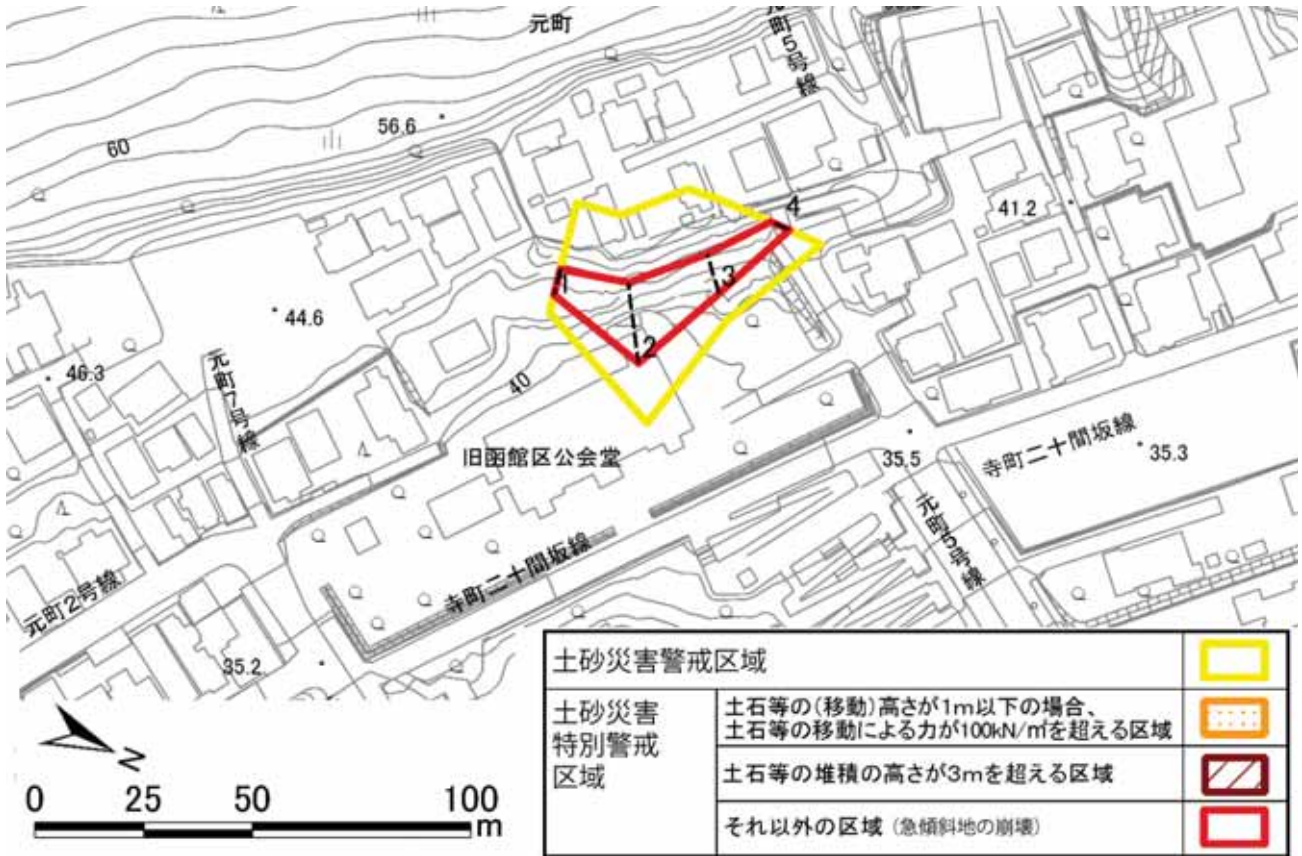 元町
元町5号線
56.6
60
41.2
4
1
3
2
44.6
46.3
元町7号線
40
旧函館区公会堂
35.5
寺町二十間坂線
35.3
元町5号線
寺町二十間坂線
元町2号線
35.2
N
0 25 50 100
m
土砂災害警戒区域
土砂災害
特別警戒
区域
土石等の(移動)高さが1m以下の場合、
土石等の移動による力が100kN/㎡を超える区域
土石等の堆積の高さが3mを超える区域
それ以外の区域 (急傾斜地の崩壊)